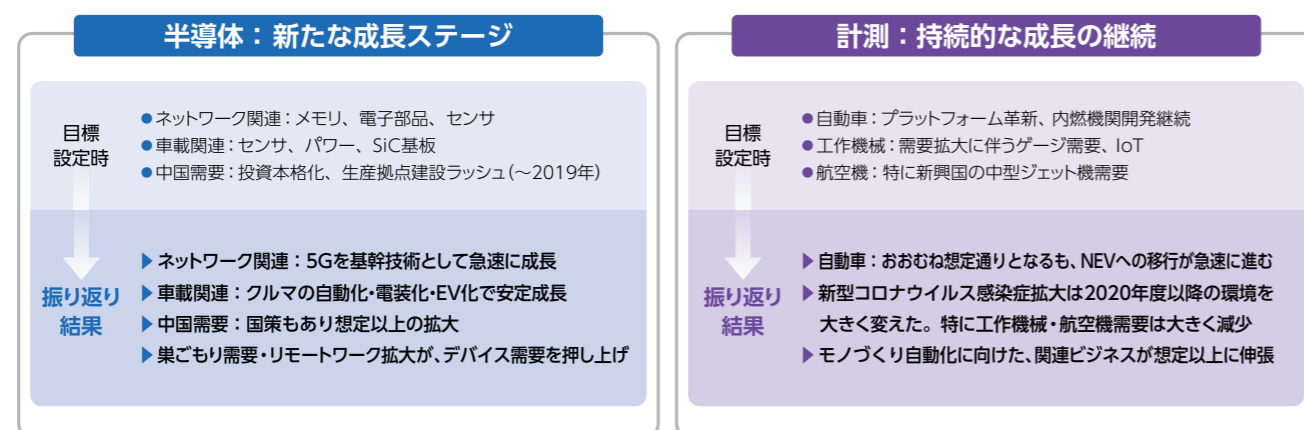 半導体：新たな成長ステージ
目標
設定時
●ネットワーク関連：メモリ、電子部品、センサ
●車載関連：センサ、パワー、SiC基板
●中国需要：投資本格化、生産拠点建設ラッシュ（〜2019年）
振り返り
結果
▶ネットワーク関連：5Gを基幹技術として急速に成長
▶車載関連：クルマの自動化・電装化・EV化で安定成長
▶中国需要：国策もあり想定以上の拡大
▶巣ごもり需要・リモートワーク拡大が、デバイス需要を押し上げ
計測：持続的な成長の継続
目標
設定時
●自動車：プラットフォーム革新、内燃機関開発継続
●工作機械：需要拡大に伴うゲージ需要、IoT
●航空機：特に新興国の中型ジェット機需要
振り返り
結果
▶自動車：おおむね想定通りとなるも、NEVへの移行が急速に進む
▶新型コロナウイルス感染症拡大は2020年度以降の環境を
大きく変えた。特に工作機械・航空機需要は大きく減少
▶モノづくり自動化に向けた、関連ビジネスが想定以上に伸張